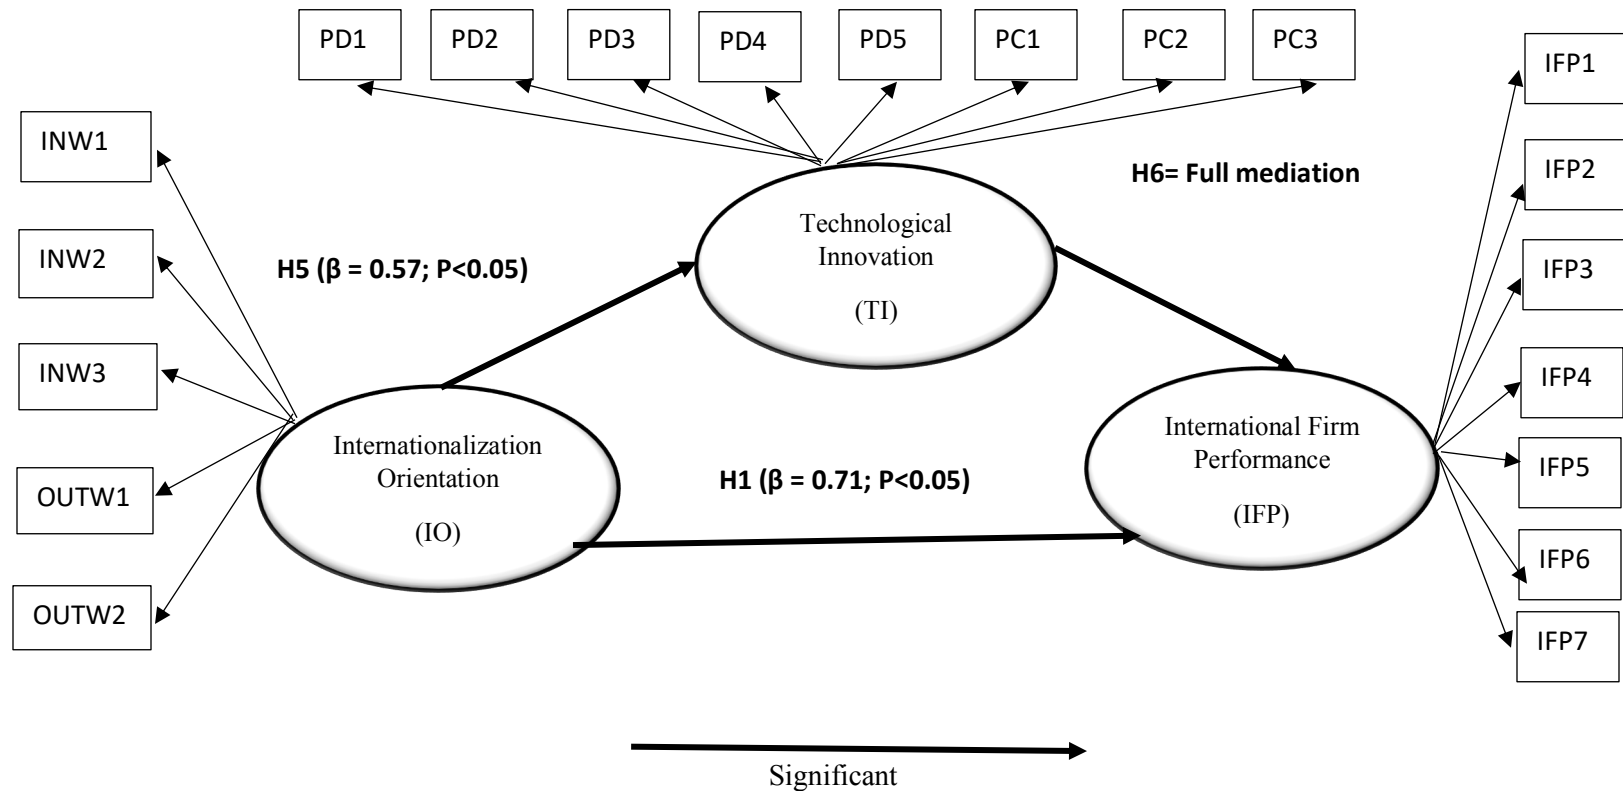 PD1
PD2
PD3
PD4
PD5
PC1
PC2
PC3
IFP1
INW1
IFP2
H6= Full mediation
Technological
Innovation
(TI)
INW2
H5 (β = 0.57; P<0.05)
IFP3
INW3
IFP4
Internationalization
Orientation
(IO)
International Firm
Performance
(IFP)
H1 (β = 0.71; P<0.05)
IFP5
OUTW1
IFP6
OUTW2
IFP7
Significant